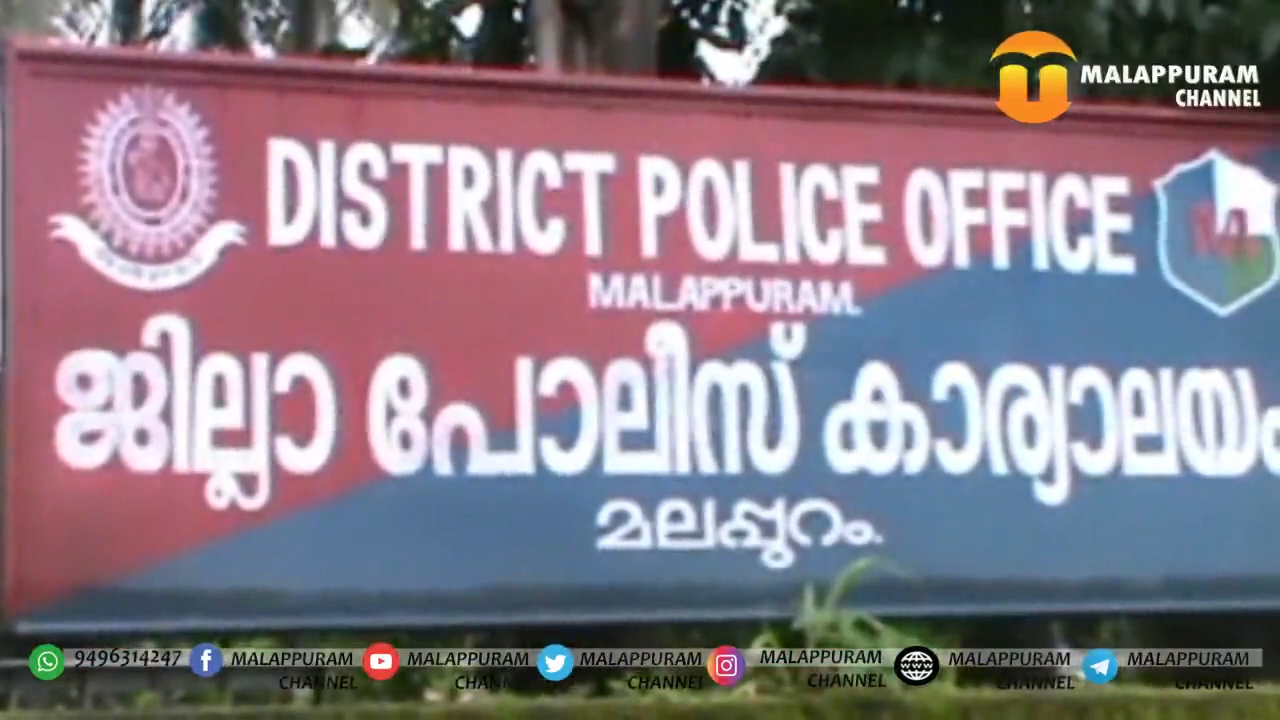 MALAPPURAM
CHANNEL
DISTRICT POLICE OFFICE
MALAPPURAM.
ജില്ലാ പോലീസ് കാര്യാലയം
മലപ്പുറം.
9496314247 MALAPPURAM CHANNEL MALAPPURAM CHANNEL MALAPPURAM CHANNEL MALAPPURAM CHANNEL MALAPPURAM CHANNEL MALAPPURAM CHANNEL